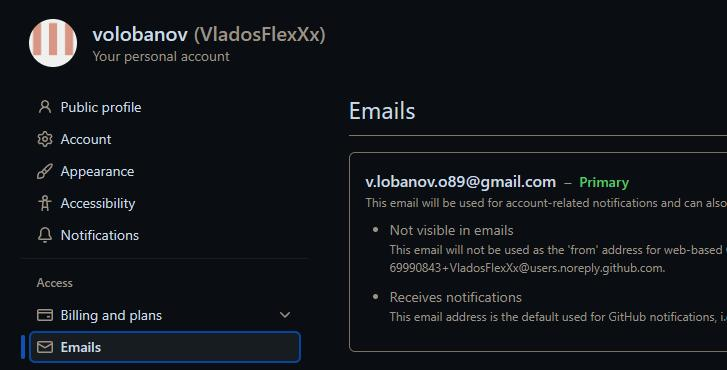 volobanov (VladosFlexXx)
Your personal account
Public profile
Account
Appearance
Accessibility
Notifications
Access
Billing and plans
Emails
Emails
v.lobanov.o89@gmail.com – Primary
This email will be used for account-related notifications and can also
• Not visible in emails
This email will not be used as the 'from' address for web-based
69990843+VladosFlexXx@users.noreply.github.com.
• Receives notifications
This email address is the default used for GitHub notifications, i.